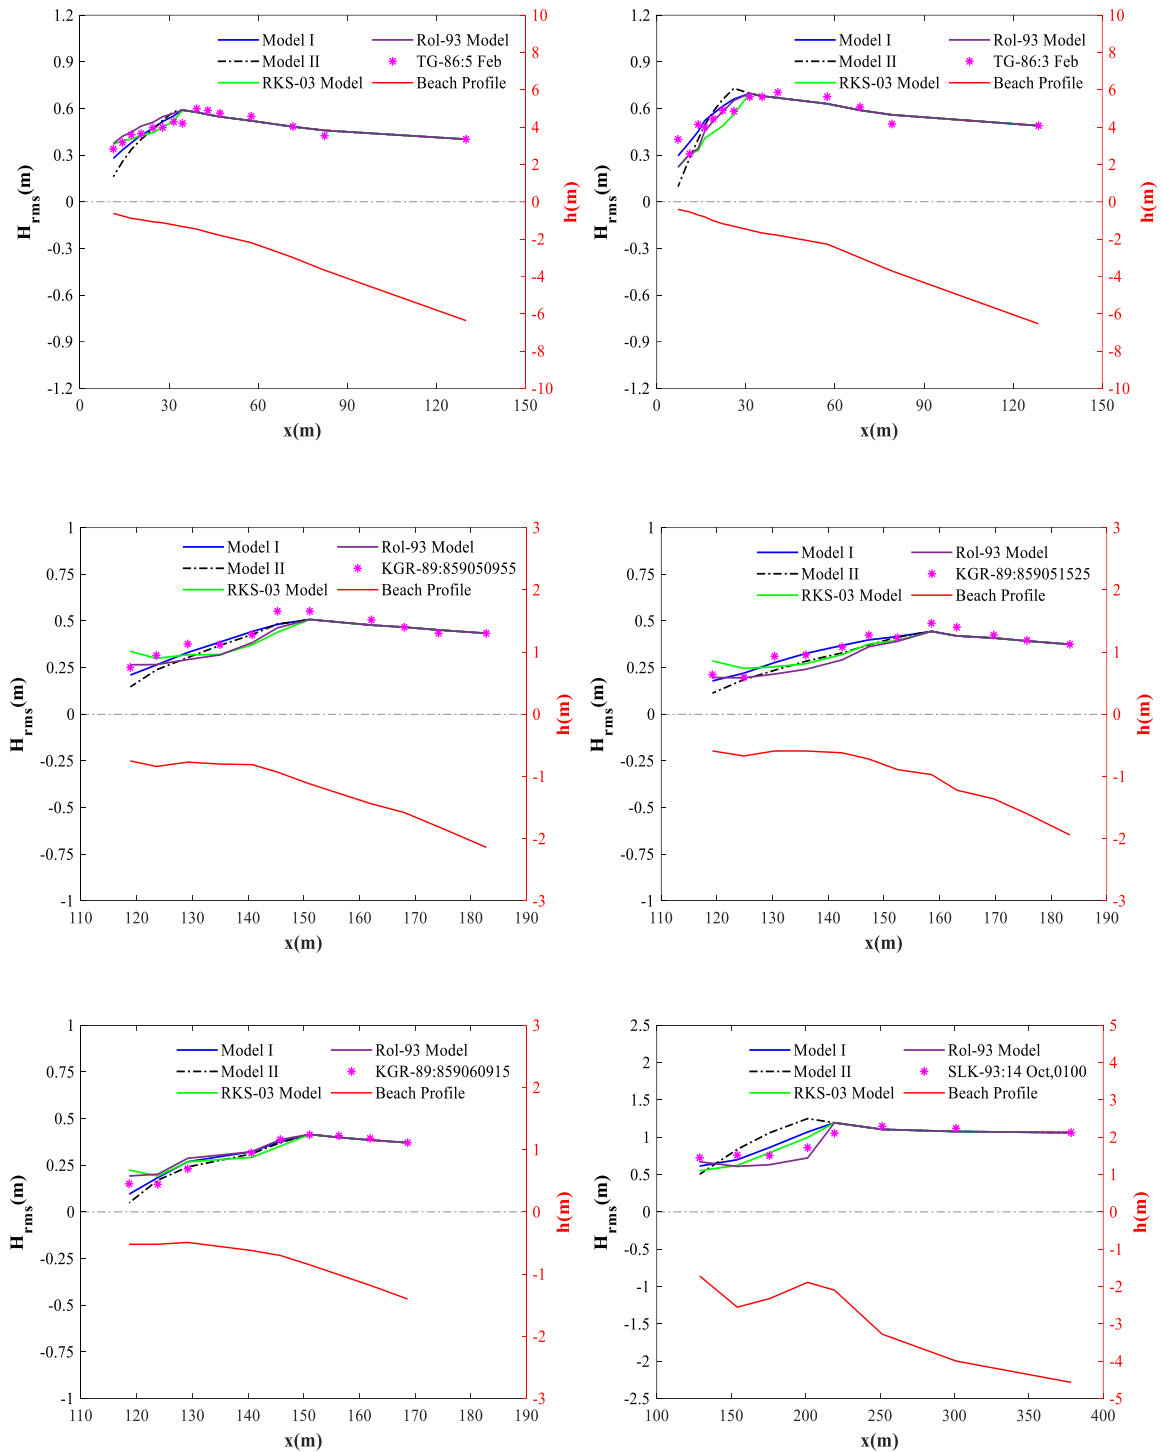 Model I
Model II
RKS-03 Model
Rol-93 Model
TG-86:5 Feb
Beach Profile
1.2
0.9
0.6
0.3
0
-0.3
-0.6
-0.9
-1.2
10
8
6
4
2
0
-2
-4
-6
-8
-10
0 30 60 90 120 150
x(m)
Hrms(m)
h(m)
Model I
Model II
RKS-03 Model
Rol-93 Model
TG-86:3 Feb
Beach Profile
1.2
0.9
0.6
0.3
0
-0.3
-0.6
-0.9
-1.2
10
8
6
4
2
0
-2
-4
-6
-8
-10
0 30 60 90 120 150
x(m)
Hrms(m)
h(m)
Model I
Model II
RKS-03 Model
Rol-93 Model
KGR-89:859050955
Beach Profile
1
0.75
0.5
0.25
0
-0.25
-0.5
-0.75
-1
3
2
1
0
-1
-2
-3
110 120 130 140 150 160 170 180 190
x(m)
Hrms(m)
h(m)
Model I
Model II
RKS-03 Model
Rol-93 Model
KGR-89:859051525
Beach Profile
1
0.75
0.5
0.25
0
-0.25
-0.5
-0.75
-1
3
2
1
0
-1
-2
-3
110 120 130 140 150 160 170 180 190
x(m)
Hrms(m)
h(m)
Model I
Model II
RKS-03 Model
Rol-93 Model
KGR-89:859060915
Beach Profile
1
0.75
0.5
0.25
0
-0.25
-0.5
-0.75
-1
3
2
1
0
-1
-2
-3
110 120 130 140 150 160 170 180 190
x(m)
Hrms(m)
h(m)
Model I
Model II
RKS-03 Model
Rol-93 Model
SLK-93:14 Oct,0100
Beach Profile
2.5
2
1.5
1
0.5
0
-0.5
-1
-1.5
-2
-2.5
5
4
3
2
1
0
-1
-2
-3
-4
-5
100 150 200 250 300 350 400
x(m)
Hrms(m)
h(m)